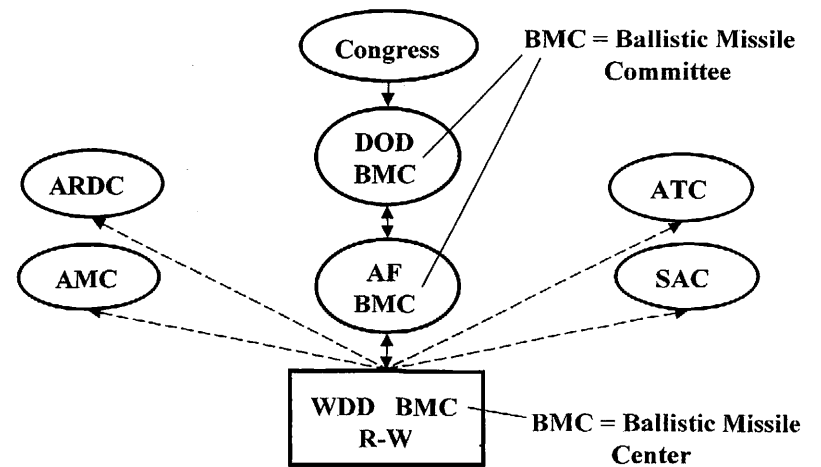 Congress
BMC = Ballistic Missile
Committee
DOD
BMC
ARDC
ATC
AMC
AF
BMC
SAC
WDD BMC
R-W
BMC = Ballistic Missile
Center